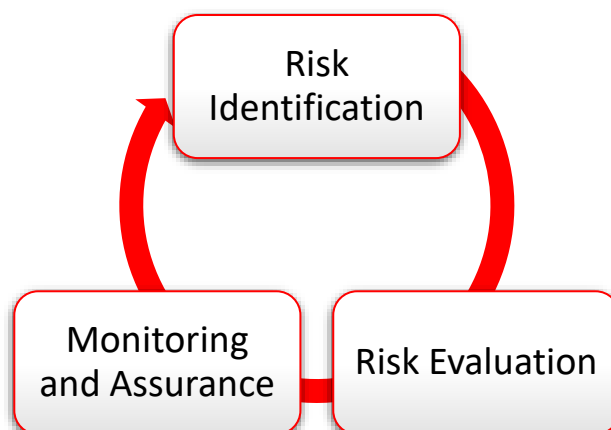 Risk
Identification
Risk Evaluation
Monitoring
and Assurance